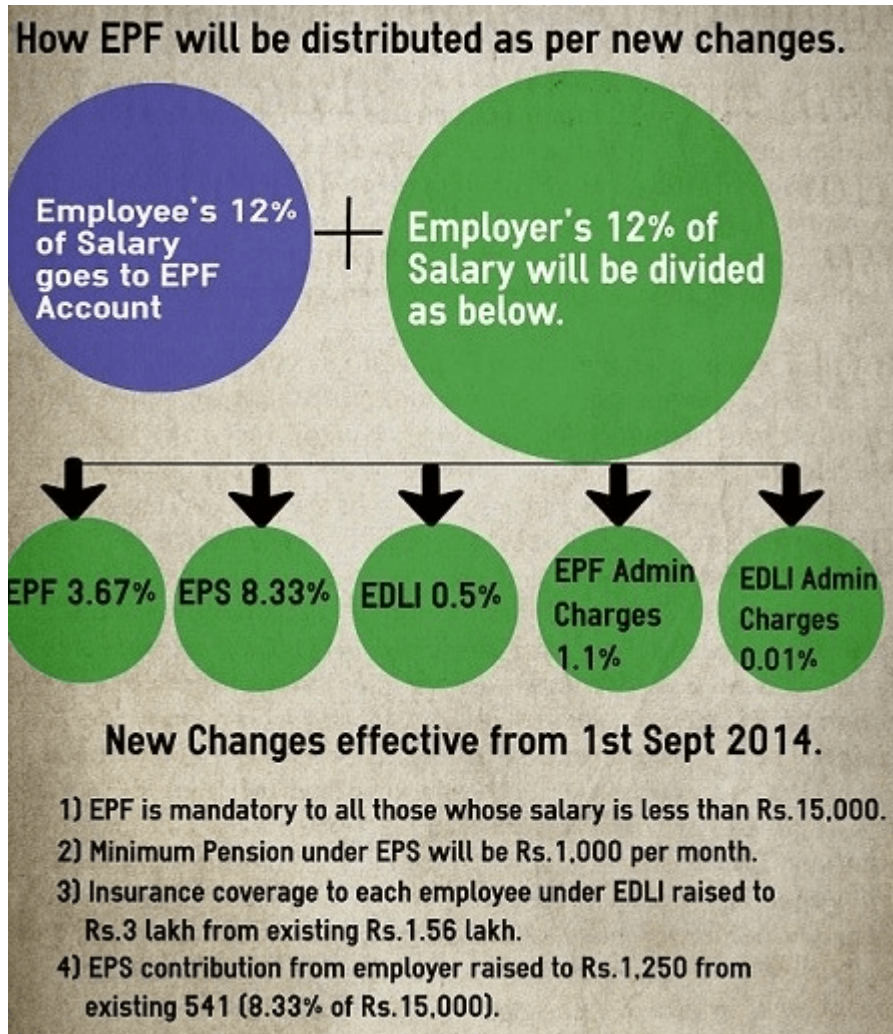 How EPF will be distributed as per new changes.
Employee's 12%
of Salary
goes to EPF
Account
Employer's 12% of
Salary will be divided
as below.
EPF 3.67%
EPS 8.33%
EDLI 0.5%
EPF Admin
Charges
1.1%
EDLI Admin
Charges
0.01%
New Changes effective from 1st Sept 2014.
1) EPF is mandatory to all those whose salary is less than Rs.15,000.
2) Minimum Pension under EPS will be Rs.1,000 per month.
3) Insurance coverage to each employee under EDLI raised to
Rs.3 lakh from existing Rs.1.56 lakh.
4) EPS contribution from employer raised to Rs.1,250 from
existing 541 (8.33% of Rs.15,000).